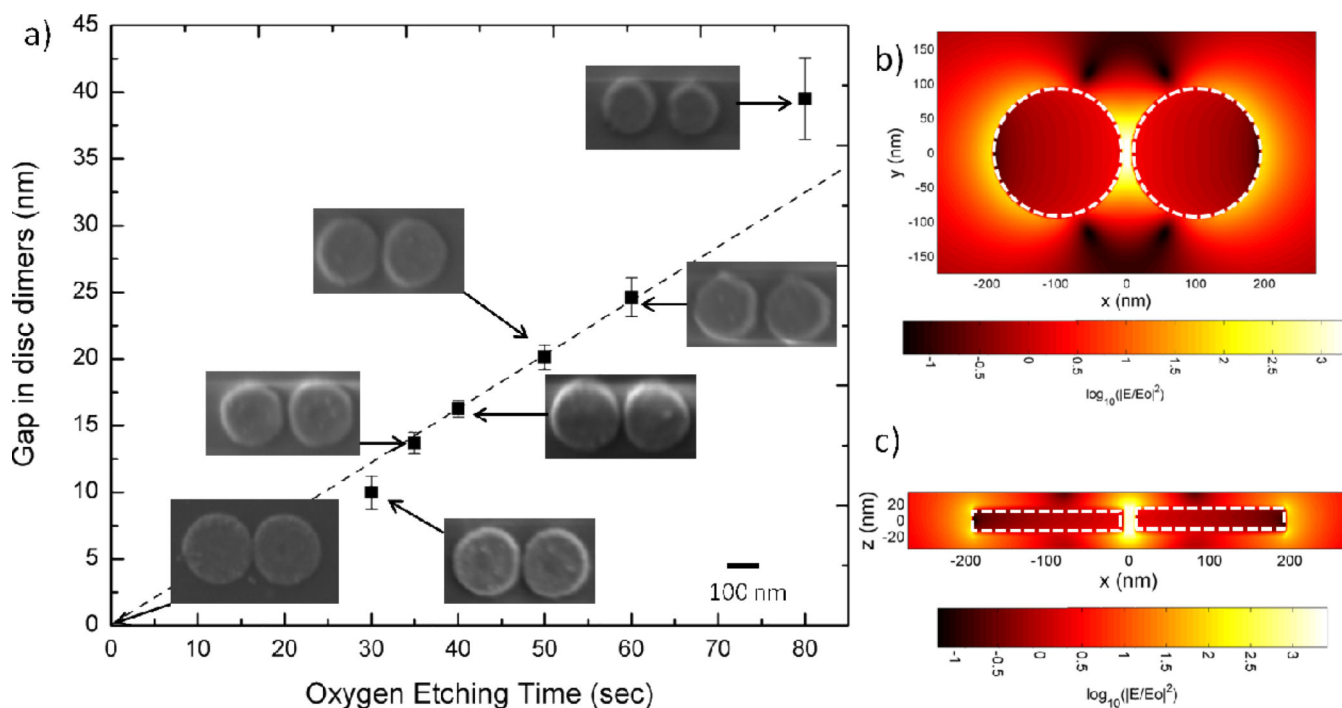 a)
Gap in disc dimers (nm)
45
40
35
30
25
20
15
10
5
0
0 10 20 30 40 50 60 70 80
Oxygen Etching Time (sec)
100 nm
b)
y (nm)
150
100
50
0
-50
-100
-150
-200 -100 0 100 200
x (nm)
-1 -0.5 0 0.5 1 1.5 2 2.5 3
log₁₀(|E/Eo|²)
c)
z (nm)
20
0
-20
-200 -100 0 100 200
x (nm)
-1 -0.5 0 0.5 1 1.5 2 2.5 3
log₁₀(|E/Eo|²)